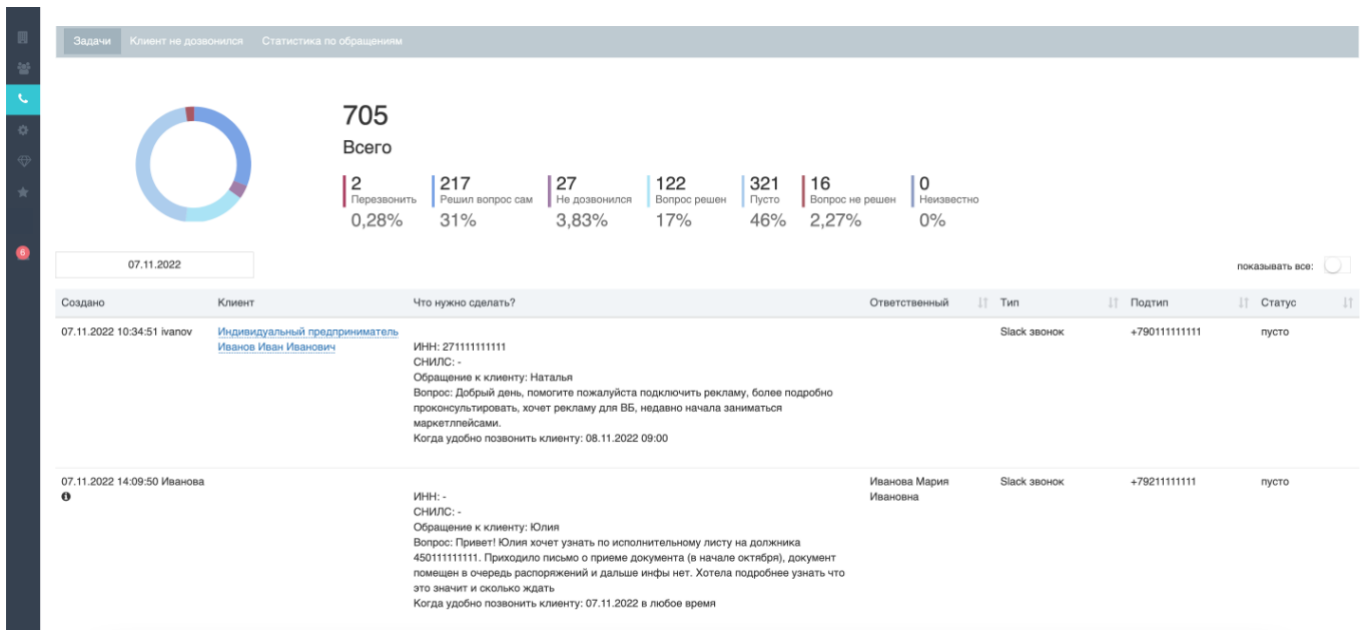 Задачи Клиент не дозвонился Статистика по обращениям
705
Всего
2 217 27 122 321 16 0
Перезвонить Решил вопрос сам Не дозвонился Вопрос решен Пусто Вопрос не решен Неизвестно
0,28% 31% 3,83% 17% 46% 2,27% 0%
6
07.11.2022
показывать все:
Создано Клиент Что нужно сделать? Ответственный Тип Подтип Статус
07.11.2022 10:34:51 ivanov Индивидуальный предприниматель Slack звонок +790111111111 пусто
Иванов Иван Иванович ИНН: 271111111111
СНИЛС: -
Обращение к клиенту: Наталья
Вопрос: Добрый день, помогите пожалуйста подключить рекламу, более подробно
проконсультировать, хочет рекламу для ВБ, недавно начала заниматься
маркетлпейсами.
Когда удобно позвонить клиенту: 08.11.2022 09:00
07.11.2022 14:09:50 Иванова Иванова Мария Slack звонок +79211111111 пусто
ИНН: - Ивановна
СНИЛС: -
Обращение к клиенту: Юлия
Вопрос: Привет! Юлия хочет узнать по исполнительному листу на должника
450111111111. Приходило письмо о приеме документа (в начале октября), документ
помещен в очередь распоряжений и дальше инфы нет. Хотела подробнее узнать что
это значит и сколько ждать
Когда удобно позвонить клиенту: 07.11.2022 в любое время